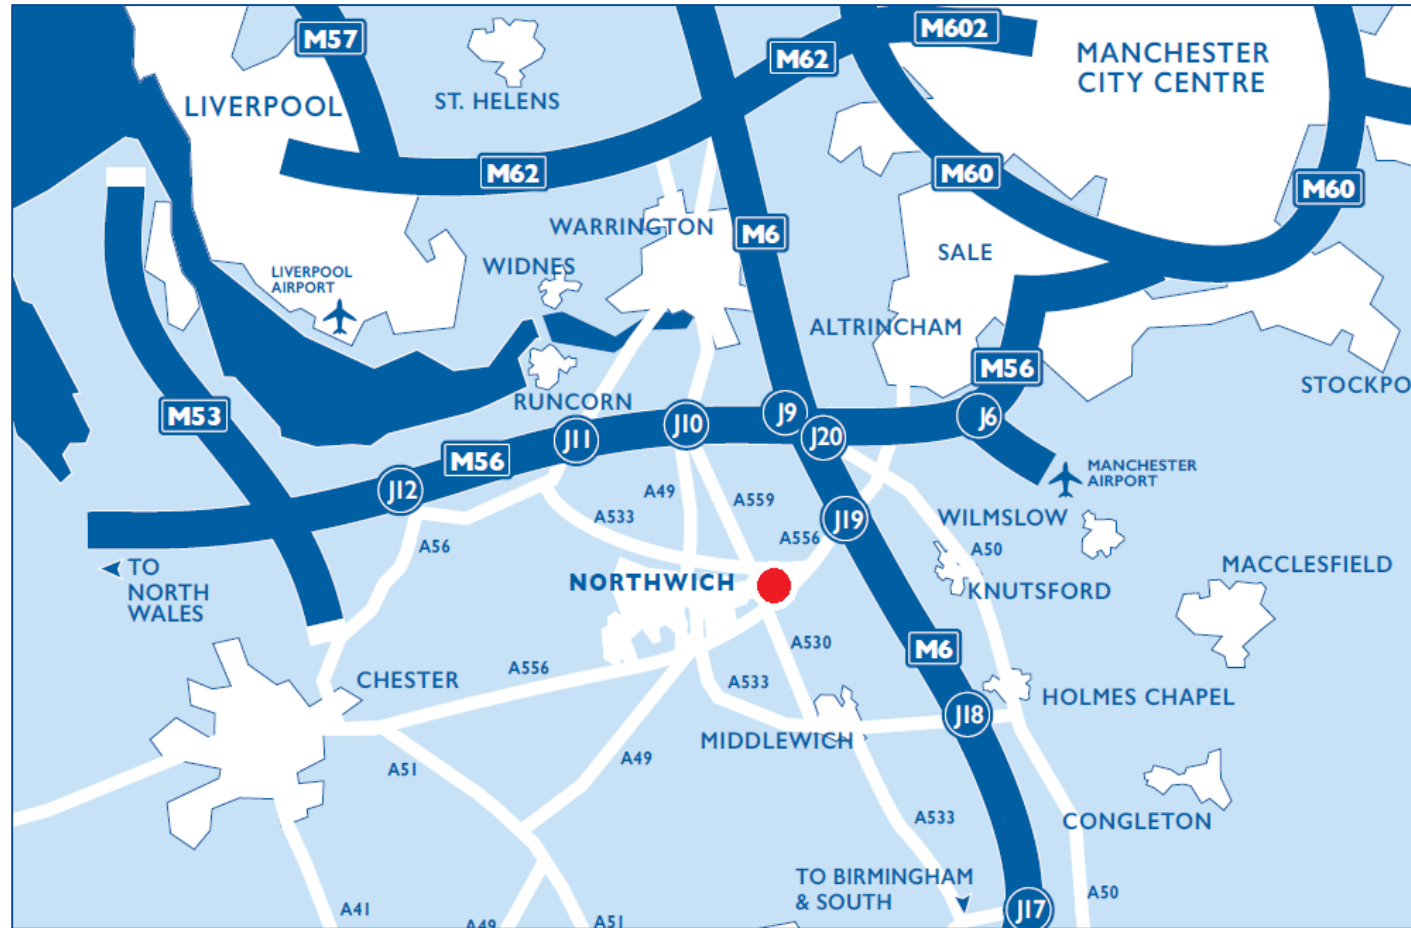 M57
M62
M602
MANCHESTER
CITY CENTRE
ST. HELENS
LIVERPOOL
M62
M60
M60
WARRINGTON
M6
SALE
WIDNES
LIVERPOOL
AIRPORT
ALTRINCHAM
M56
STOCKPO
RUNCORN
M53
J9
J6
J10
J20
J11
M56
MANCHESTER
AIRPORT
J12
A49
A559
A533
J19
WILMSLOW
A556
A56
A50
TO
NORTH
WALES
NORTHWICH
KNUTSFORD
MACCLESFIELD
A530
M6
A556
CHESTER
A533
HOLMES CHAPEL
J18
MIDDLEWICH
A49
A51
A533
CONGLETON
TO BIRMINGHAM
& SOUTH
A50
A41
J17
A49
A51